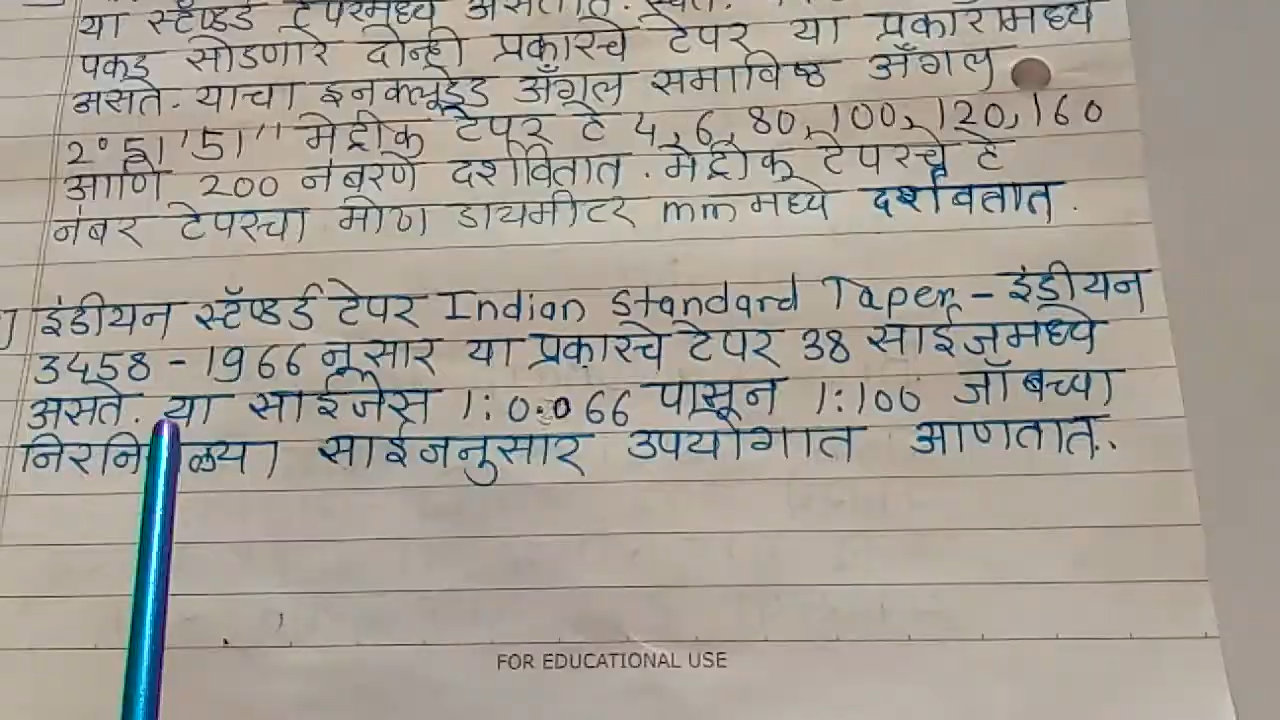 या स्टॅण्डर्ड टेपरमध्ये
पकड सोडणारे दोन्ही प्रकारचे टेपर या प्रकारामध्ये
असते. याचा इनक्लूडेड अँगूल समाविष्ठ अँगल
2° 51' 51'' मेट्रीक टेपर टे 4, 6, 80, 100, 120, 160
आणि 200 नंबरणे दर्शवितात. मेट्रीक टेपरचे टे
नंबर टेपरचा मोठा डायमीटर mm मध्ये दर्शवतात.
इंडीयन स्टॅण्डर्ड टेपर Indian Standard Taper - इंडीयन
3458 - 1966 नूसार या प्रकारचे टेपर 38 साईजमध्ये
असते. या साईजेस 1:0.066 पासून 1:100 जॉबच्या
साईजनुसार उपयोगात आणतात.
FOR EDUCATIONAL USE